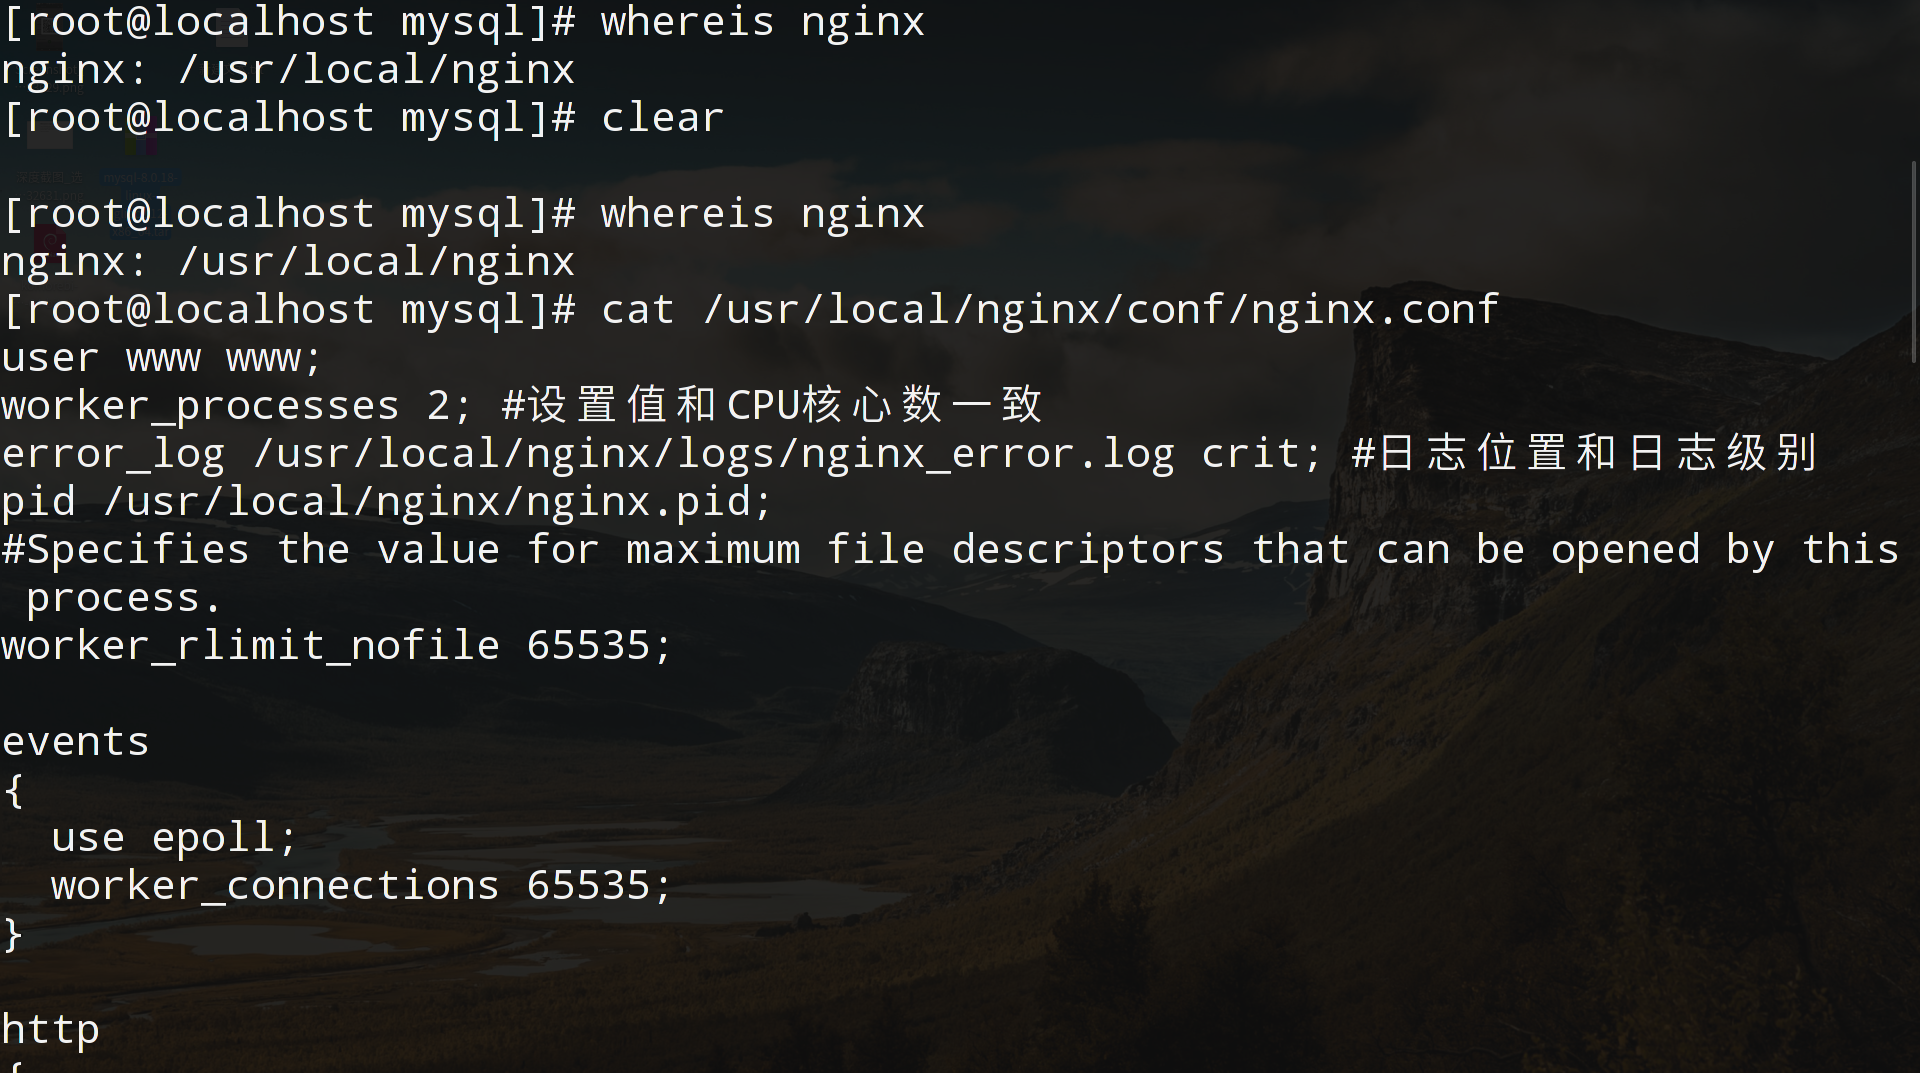 [root@localhost mysql]# whereis nginx
nginx: /usr/local/nginx
[root@localhost mysql]# clear
[root@localhost mysql]# whereis nginx
nginx: /usr/local/nginx
[root@localhost mysql]# cat /usr/local/nginx/conf/nginx.conf
user www www;
worker_processes 2; #设置值和CPU核心数一致
error_log /usr/local/nginx/logs/nginx_error.log crit; #日志位置和日志级别
pid /usr/local/nginx/nginx.pid;
#Specifies the value for maximum file descriptors that can be opened by this
 process.
worker_rlimit_nofile 65535;
events
{
  use epoll;
  worker_connections 65535;
}
http
{